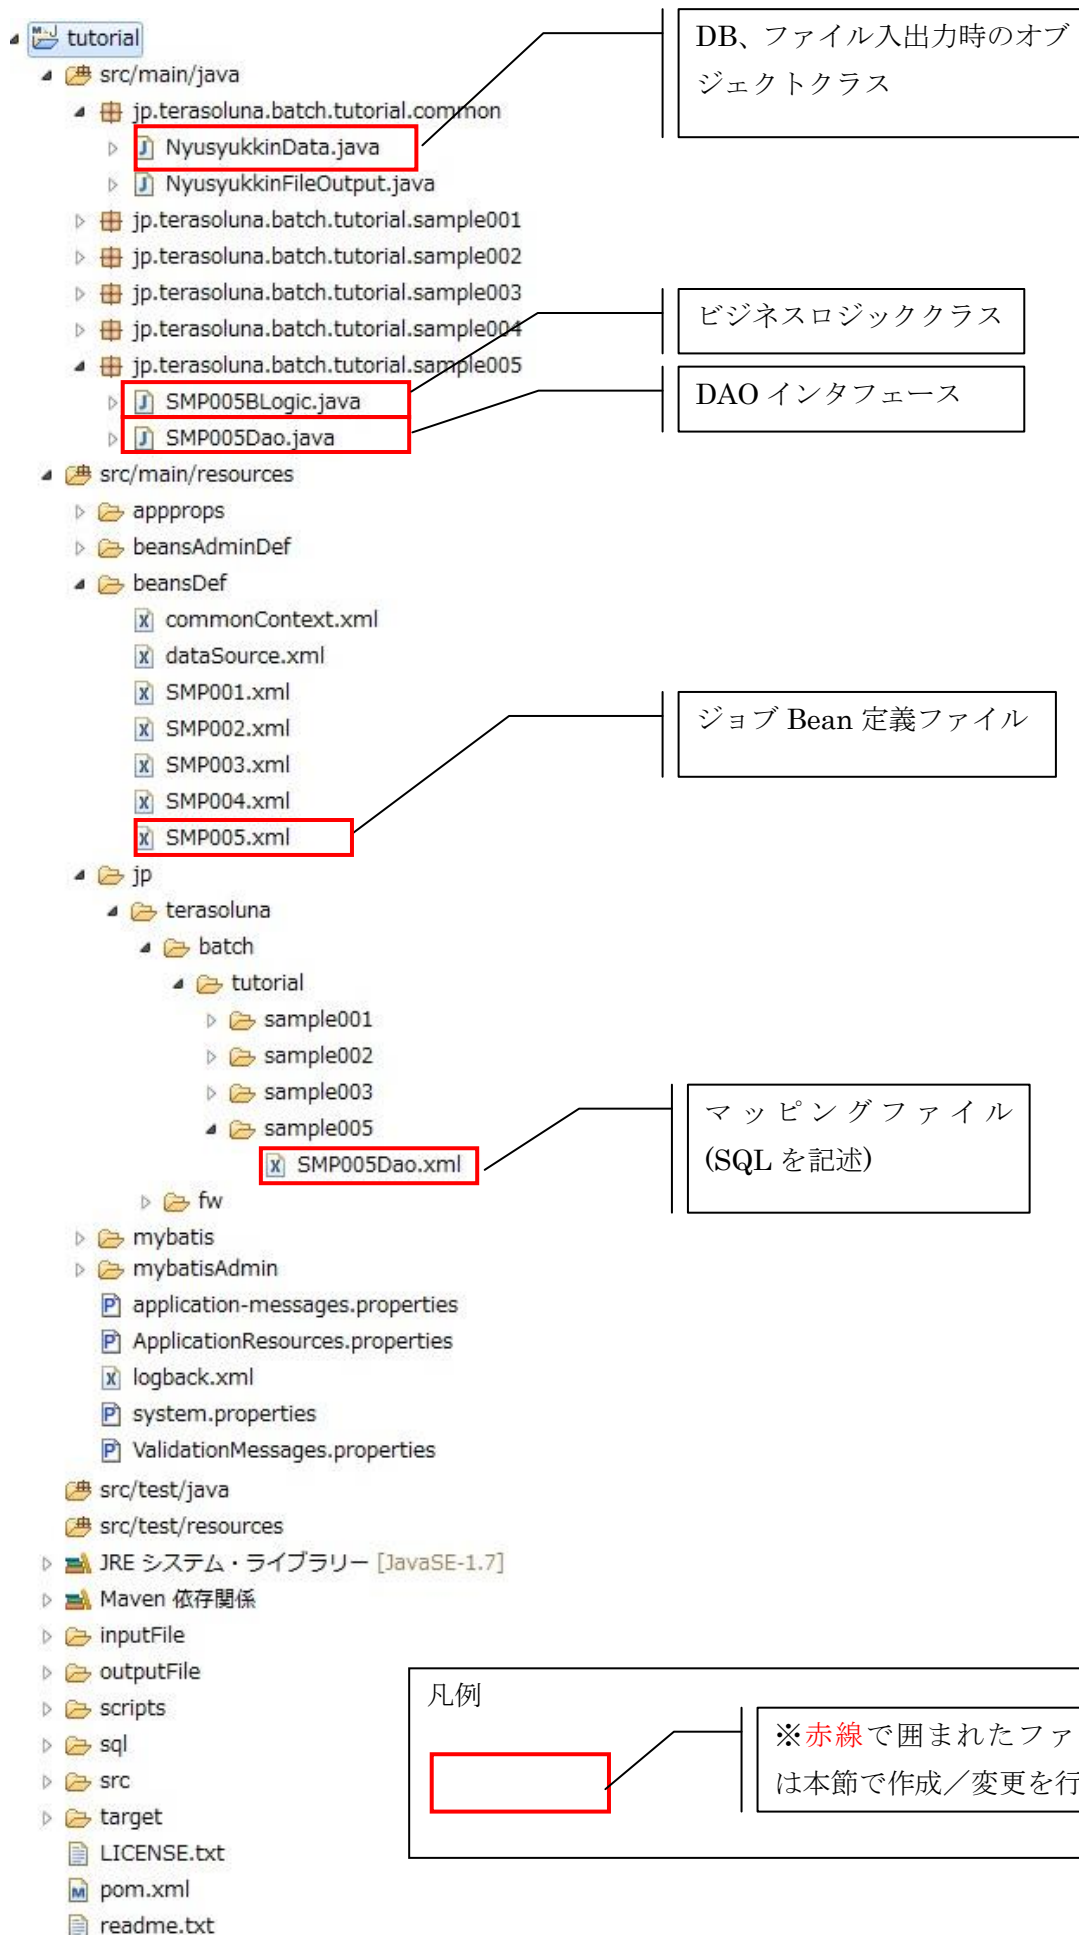 tutorial
src/main/java
jp.terasoluna.batch.tutorial.common
NyusyukkinData.java
NyusyukkinFileOutput.java
jp.terasoluna.batch.tutorial.sample001
jp.terasoluna.batch.tutorial.sample002
jp.terasoluna.batch.tutorial.sample003
jp.terasoluna.batch.tutorial.sample004
jp.terasoluna.batch.tutorial.sample005
SMP005BLogic.java
SMP005Dao.java
src/main/resources
appprops
beansAdminDef
beansDef
commonContext.xml
dataSource.xml
SMP001.xml
SMP002.xml
SMP003.xml
SMP004.xml
SMP005.xml
jp
terasoluna
batch
tutorial
sample001
sample002
sample003
sample005
SMP005Dao.xml
fw
mybatis
mybatisAdmin
application-messages.properties
ApplicationResources.properties
logback.xml
system.properties
ValidationMessages.properties
src/test/java
src/test/resources
JRE システム・ライブラリー [JavaSE-1.7]
Maven 依存関係
inputFile
outputFile
scripts
sql
src
target
LICENSE.txt
pom.xml
readme.txt
DB、ファイル入出力時のオブ
ジェクトクラス
ビジネスロジッククラス
DAO インタフェース
ジョブ Bean 定義ファイル
マッピングファイル
(SQL を記述)
凡例
※赤線で囲まれたファ
は本節で作成／変更を行